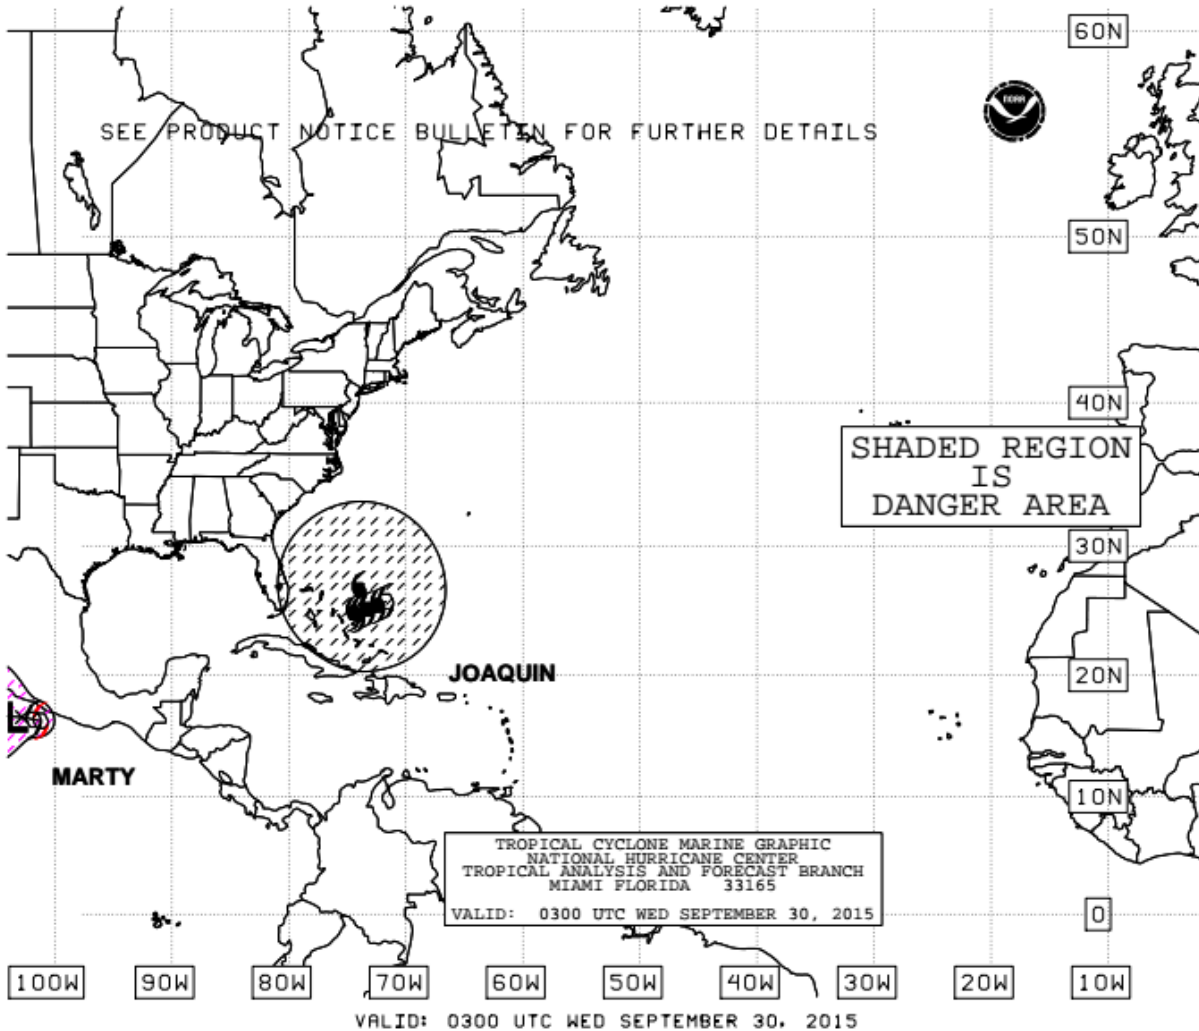 60N
NOAA
SEE PRODUCT NOTICE BULLETIN FOR FURTHER DETAILS
50N
40N
SHADED REGION
IS
DANGER AREA
30N
JOAQUIN
20N
L
MARTY
10N
TROPICAL CYCLONE MARINE GRAPHIC
NATIONAL HURRICANE CENTER
TROPICAL ANALYSIS AND FORECAST BRANCH
MIAMI FLORIDA 33165
VALID: 0300 UTC WED SEPTEMBER 30, 2015
0
100W 90W 80W 70W 60W 50W 40W 30W 20W 10W
VALID: 0300 UTC WED SEPTEMBER 30, 2015